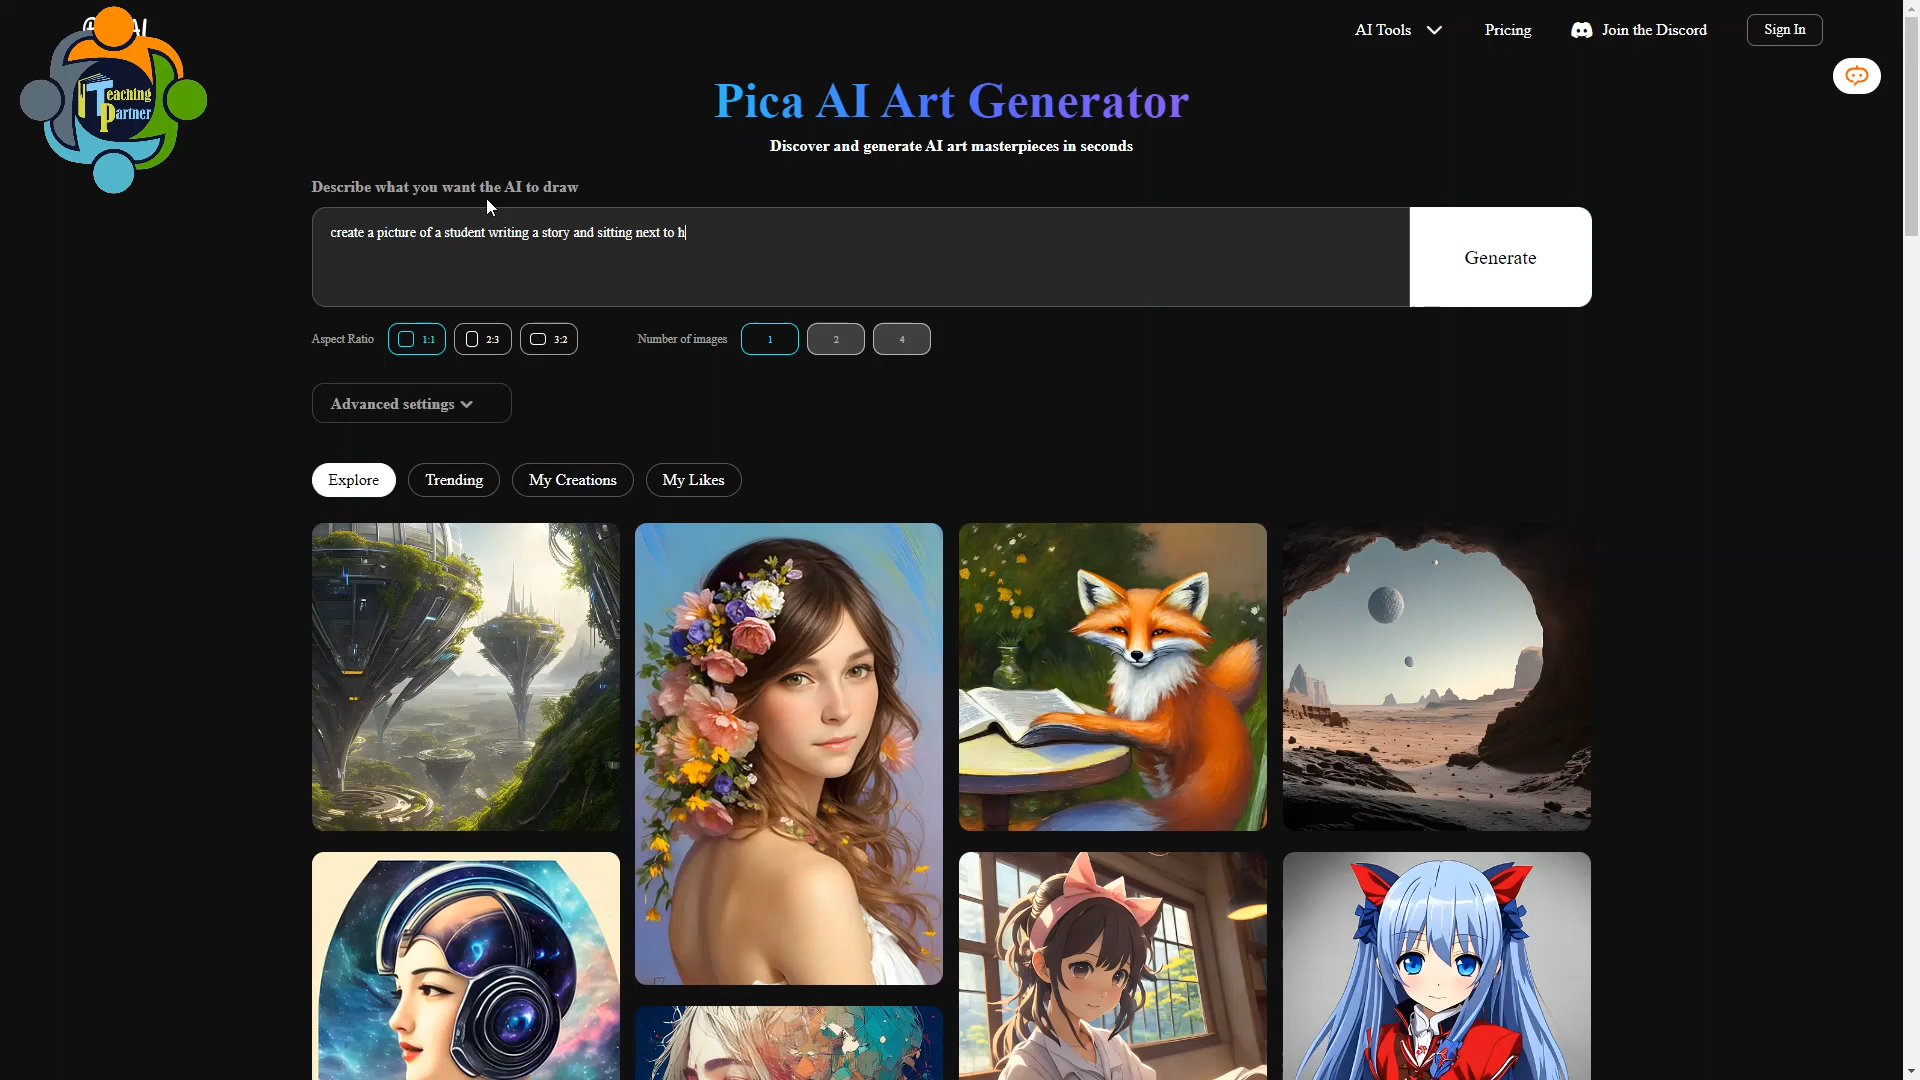 AI Tools
Pricing
Join the Discord
Sign In
Teaching
Partner
Pica AI Art Generator
Discover and generate AI art masterpieces in seconds
Describe what you want the AI to draw
create a picture of a student writing a story and sitting next to h
Generate
Aspect Ratio
1:1
2:3
3:2
Number of images
1
2
4
Advanced settings
Explore
Trending
My Creations
My Likes